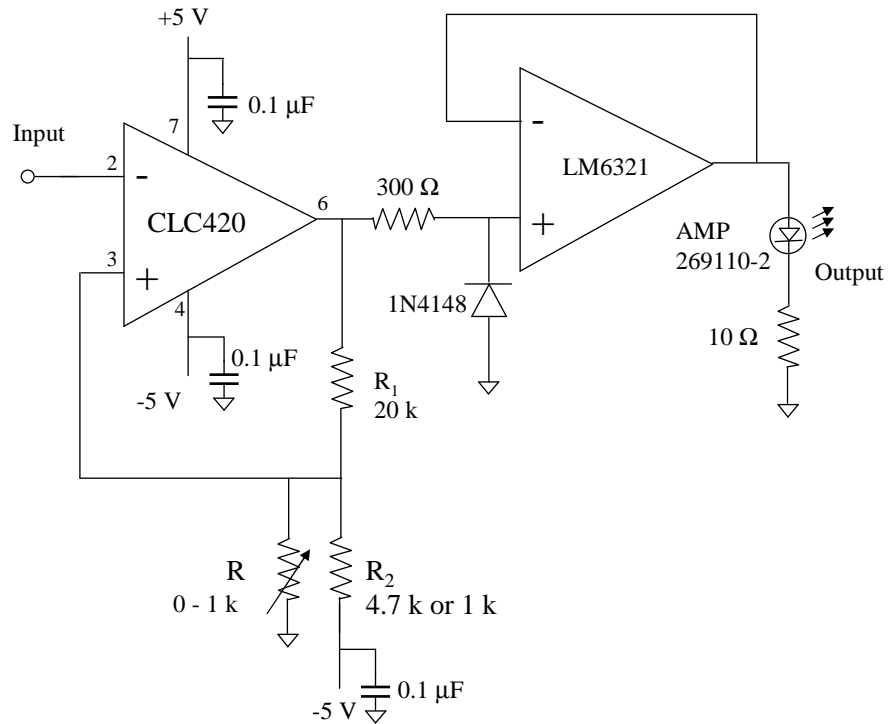 +5 V
0.1 µF
Input
7
2
-
CLC420
6
3
+
4
0.1 µF
-5 V
300 Ω
1N4148
-
LM6321
+
AMP
269110-2
Output
10 Ω
R1
20 k
R
0 - 1 k
R2
4.7 k or 1 k
0.1 µF
-5 V